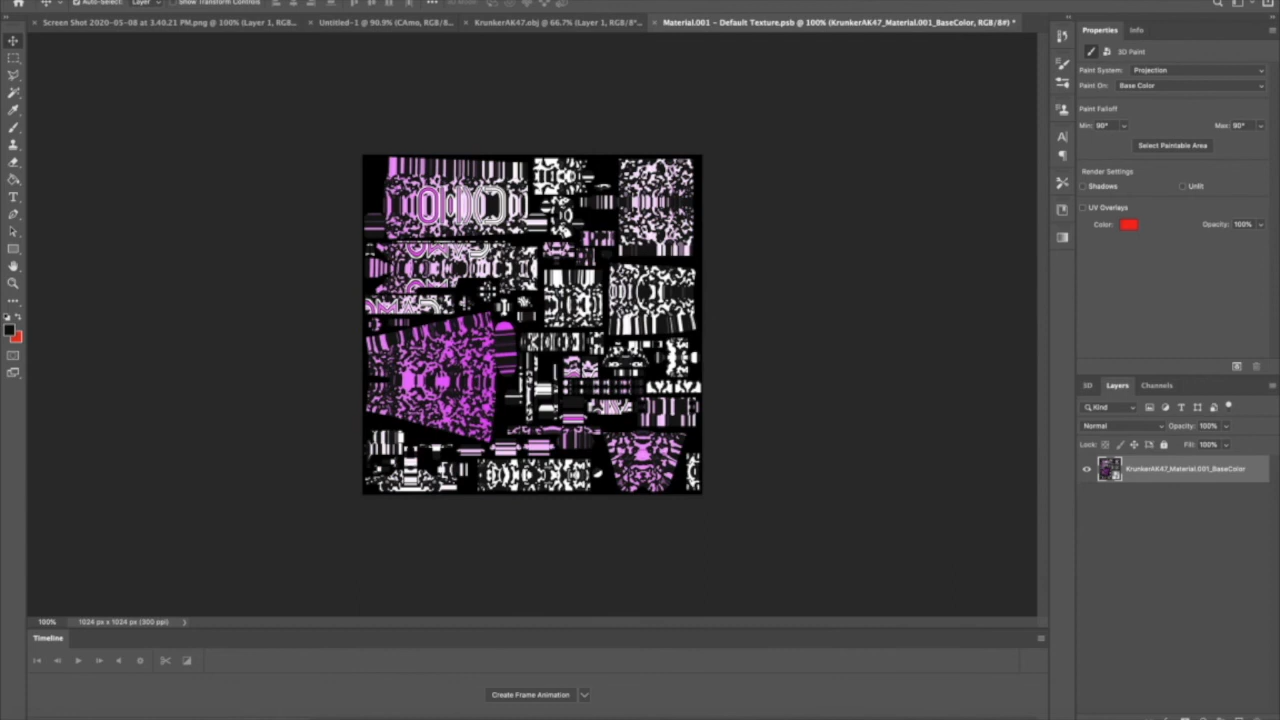 Auto-Select: Layer Show Transform Controls
Screen Shot 2020-05-08 at 3.40.21 PM.png @ 100% (Layer 1, RGB...
Untitled-1 @ 90.9% (CAmo, RGB/8...
KrunkerAK47.obj @ 66.7% (Layer 1, RGB/8*...
Material.001 - Default Texture.psb @ 100% (KrunkerAK47_Material.001_BaseColor, RGB/8#) *
Properties Info
3D Paint
Paint System: Projection
Paint On: Base Color
Paint Falloff
Min: 90° Max: 90°
Select Paintable Area
Render Settings
Shadows Unlit
UV Overlays
Color: Opacity: 100%
3D Layers Channels
Kind
Normal Opacity: 100%
Lock: Fill: 100%
KrunkerAK47_Material.001_BaseColor
100% 1024 px x 1024 px (300 ppi)
Timeline
Create Frame Animation